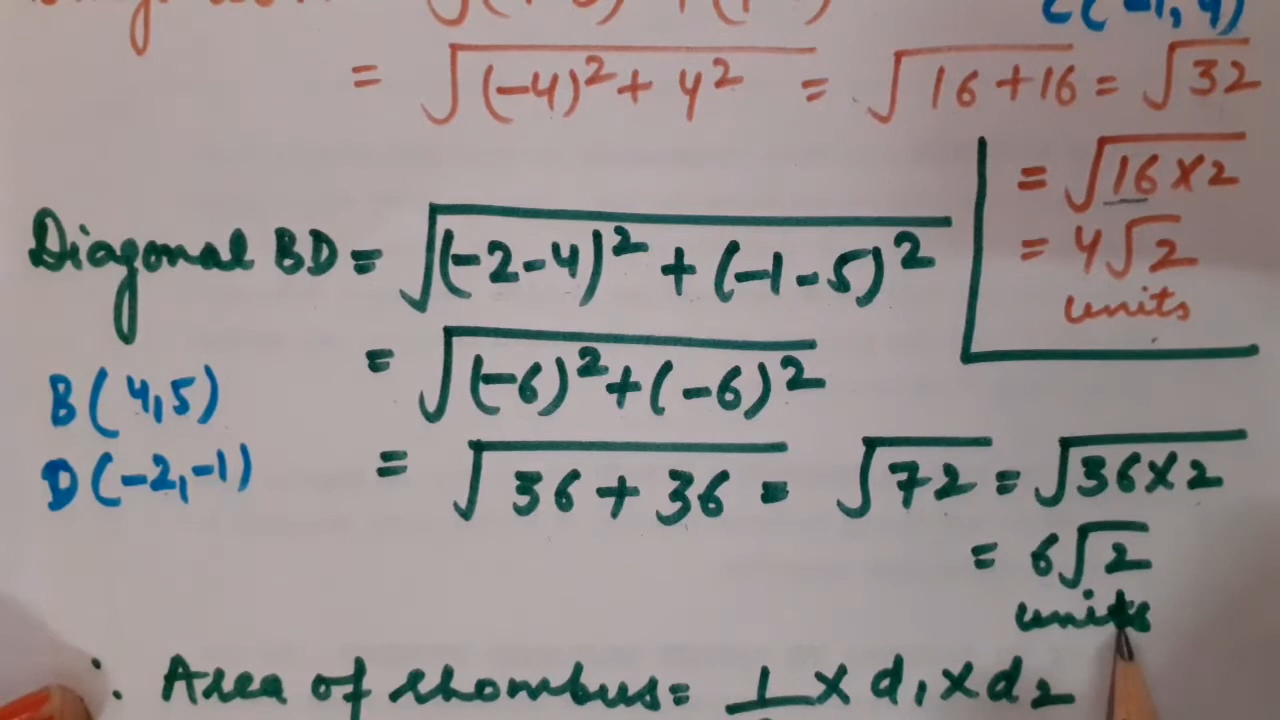 C(-1,4)
= √(-4)² + 4² = √16+16 = √32
= √16×2
= 4√2
units
Diagonal BD = √(-2-4)² + (-1-5)²
= √(-6)² + (-6)²
B(4,5)
D(-2,-1)
= √36+36 = √72 = √36×2
= 6√2
units
∴ Area of rhombus = 1 × d₁ × d₂